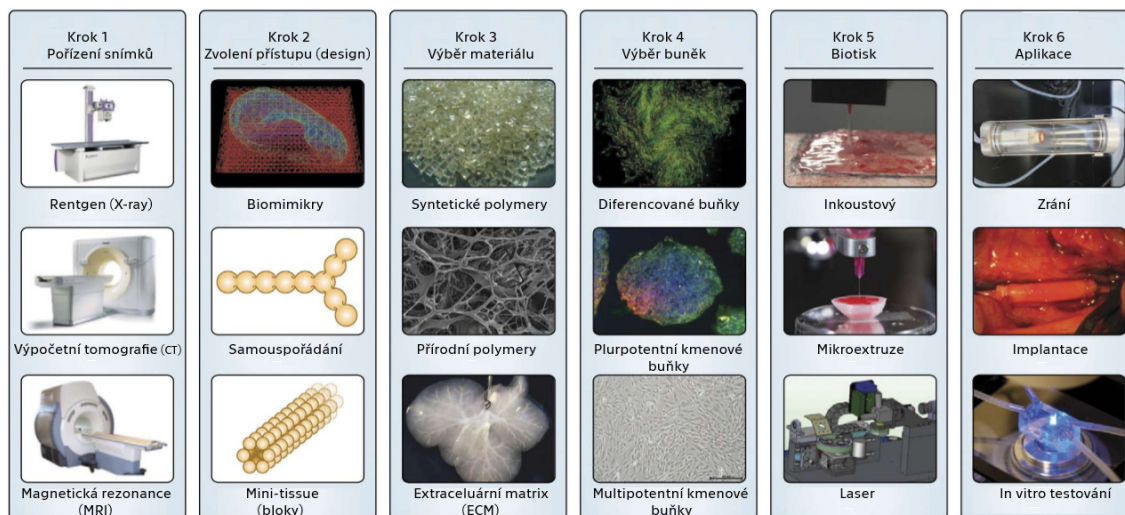 Krok 1
Pořízení snímků
Rentgen (X-ray)
Výpočetní tomografie (CT)
Magnetická rezonance
(MRI)
Krok 2
Zvolení přístupu (design)
Biomimikry
Samouspořádání
Mini-tissue
(bloky)
Krok 3
Výběr materiálu
Syntetické polymery
Přírodní polymery
Extraceluární matrix
(ECM)
Krok 4
Výběr buněk
Diferencované buňky
Plurpotentní kmenové
buňky
Multipotentní kmenové
buňky
Krok 5
Biotisk
Inkoustový
Mikroextruze
Laser
Krok 6
Aplikace
Zrání
Implantace
In vitro testování